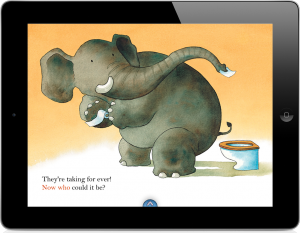 They're taking for ever!
Now who could it be?